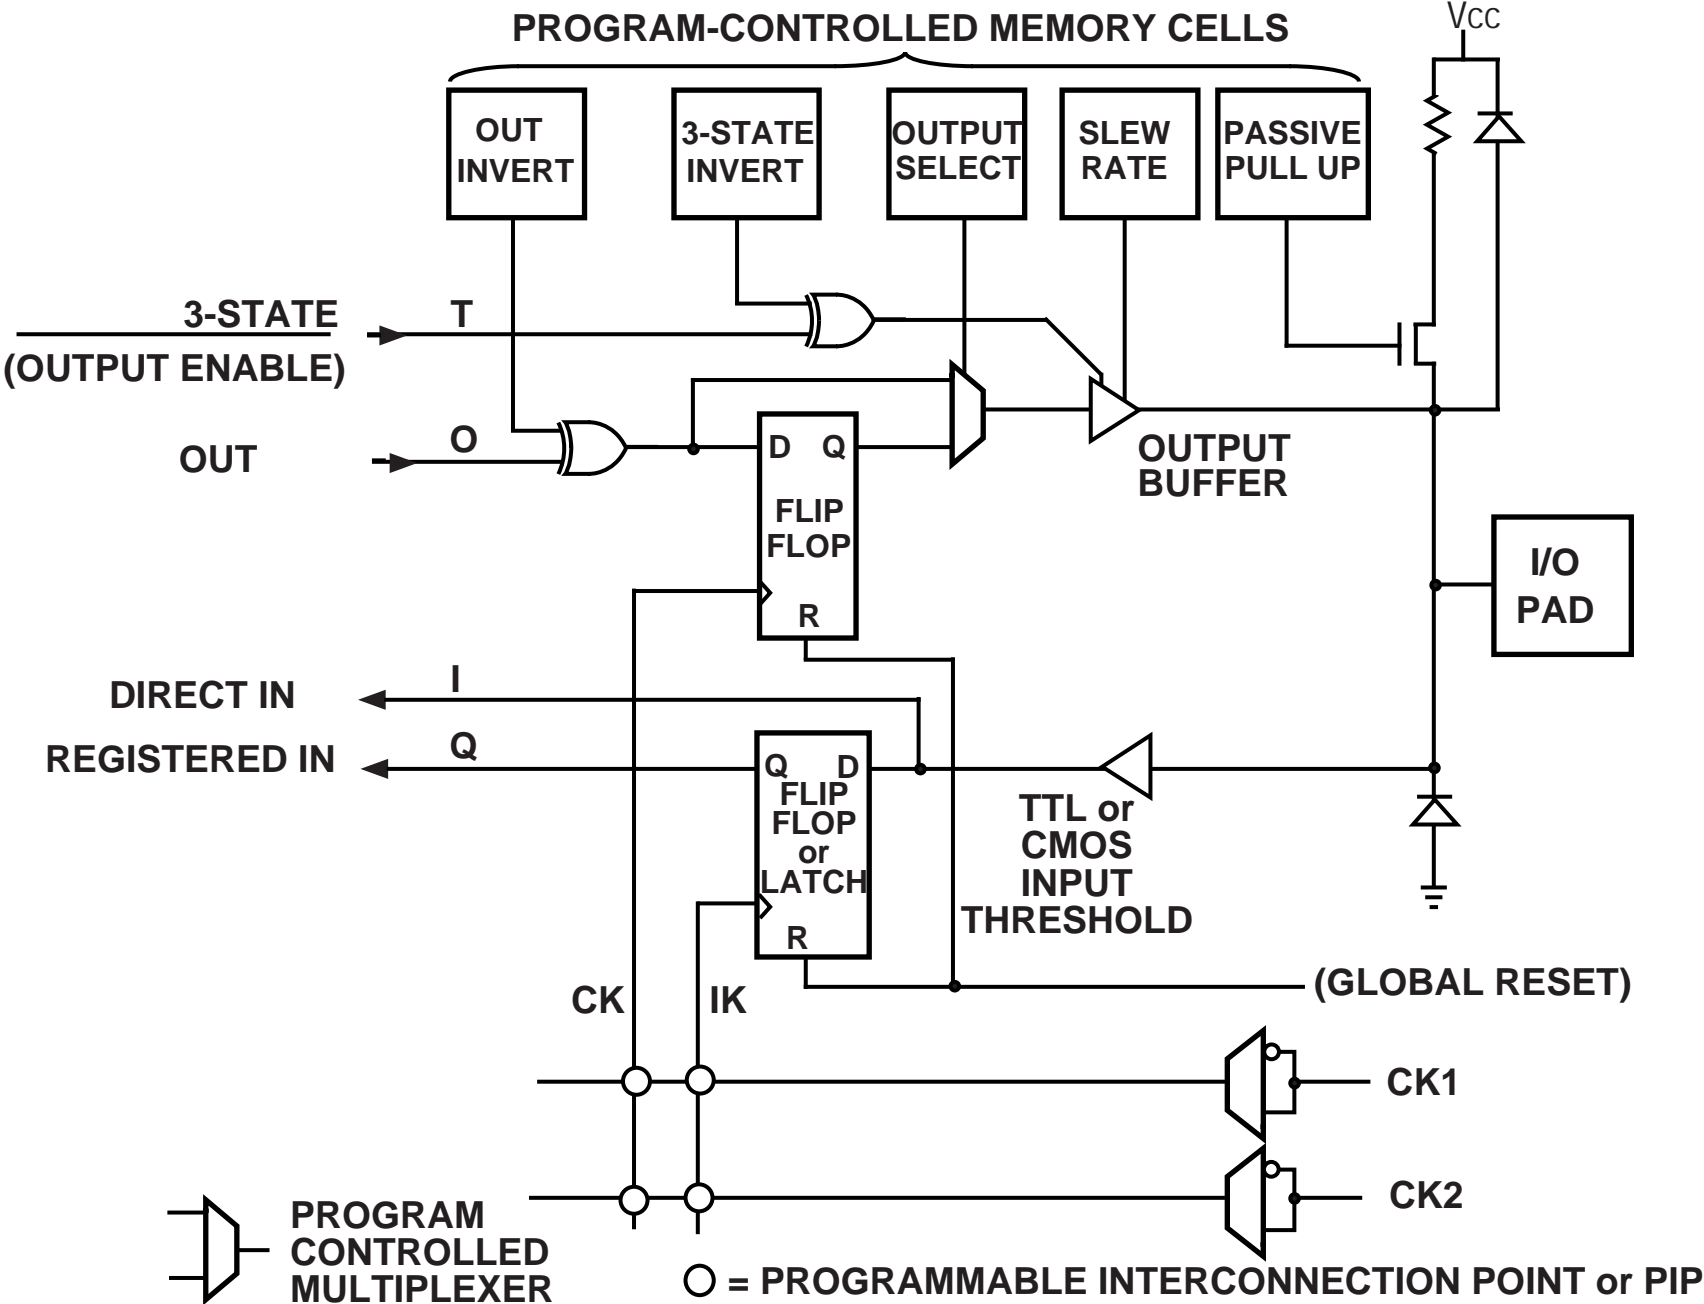 PROGRAM-CONTROLLED MEMORY CELLS
VCC
OUT
INVERT
3-STATE
INVERT
OUTPUT
SELECT
SLEW
RATE
PASSIVE
PULL UP
3-STATE
T
(OUTPUT ENABLE)
OUT
O
D Q
FLIP
FLOP
R
OUTPUT
BUFFER
I/O
PAD
DIRECT IN
I
REGISTERED IN
Q
Q D
FLIP
FLOP
or
LATCH
R
TTL or
CMOS
INPUT
THRESHOLD
(GLOBAL RESET)
CK
IK
CK1
CK2
PROGRAM
CONTROLLED
MULTIPLEXER
= PROGRAMMABLE INTERCONNECTION POINT or PIP